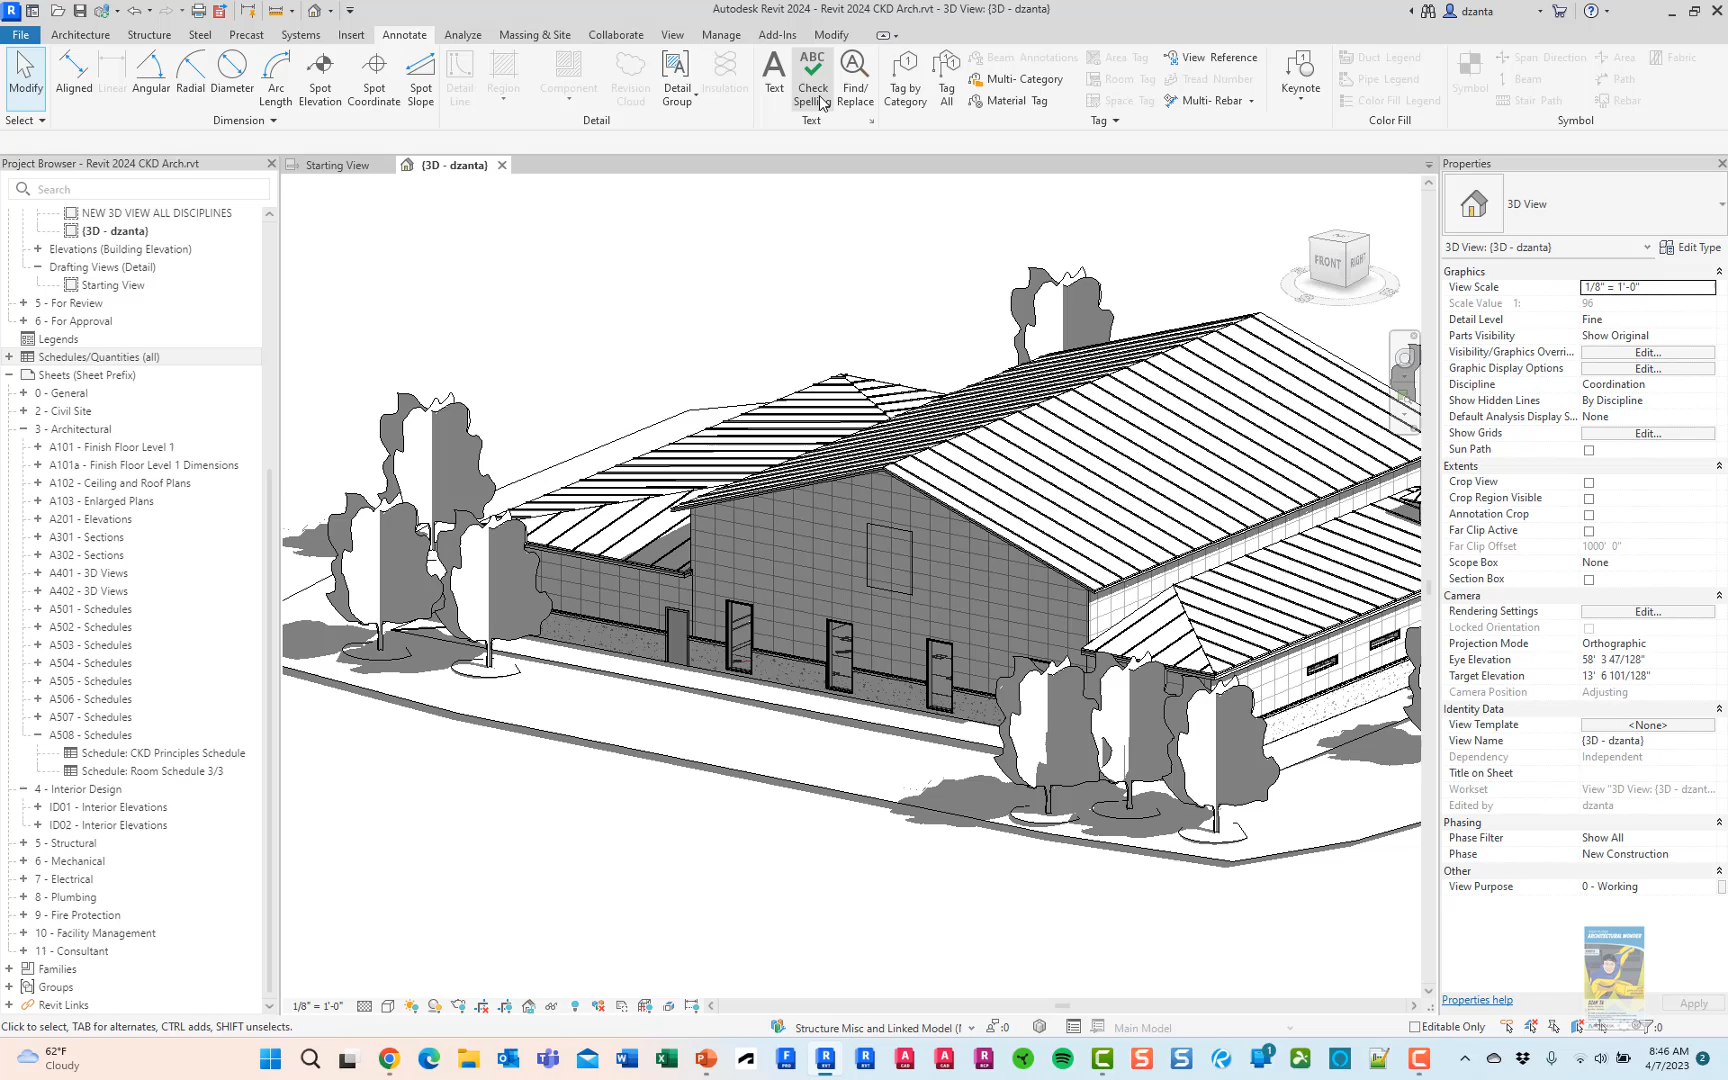 Autodesk Revit 2024 - Revit 2024 CKD Arch.rvt - 3D View: {3D - dzanta}
dzanta
File Architecture Structure Steel Precast Systems Insert Annotate Analyze Massing & Site Collaborate View Manage Add-Ins Modify
Modify
Aligned Linear Angular Radial Diameter Arc Length Spot Elevation Spot Coordinate Spot Slope
Detail Line Region Component Revision Cloud Detail Group Insulation
A Text
ABC Check Spelling
Find/ Replace
Tag by Category Tag All
Beam Annotations
Multi- Category
Material Tag
Area Tag
Room Tag
Space Tag
View Reference
Tread Number
Multi- Rebar
Keynote
Duct Legend
Pipe Legend
Color Fill Legend
Symbol
Span Direction
Beam
Stair Path
Area
Path
Rebar
Fabric
Select Dimension Detail Text Tag Color Fill Symbol
Project Browser - Revit 2024 CKD Arch.rvt
Search
NEW 3D VIEW ALL DISCIPLINES
{3D - dzanta}
Elevations (Building Elevation)
Drafting Views (Detail)
Starting View
5 - For Review
6 - For Approval
Legends
Schedules/Quantities (all)
Sheets (Sheet Prefix)
0 - General
2 - Civil Site
3 - Architectural
A101 - Finish Floor Level 1
A101a - Finish Floor Level 1 Dimensions
A102 - Ceiling and Roof Plans
A103 - Enlarged Plans
A201 - Elevations
A301 - Sections
A302 - Sections
A401 - 3D Views
A402 - 3D Views
A501 - Schedules
A502 - Schedules
A503 - Schedules
A504 - Schedules
A505 - Schedules
A506 - Schedules
A507 - Schedules
A508 - Schedules
Schedule: CKD Principles Schedule
Schedule: Room Schedule 3/3
4 - Interior Design
ID01 - Interior Elevations
ID02 - Interior Elevations
5 - Structural
6 - Mechanical
7 - Electrical
8 - Plumbing
9 - Fire Protection
10 - Facility Management
11 - Consultant
Families
Groups
Revit Links
Starting View
{3D - dzanta}
FRONT RIGHT
1/8" = 1'-0"
Properties
3D View
3D View: {3D - dzanta} Edit Type
Graphics
View Scale 1/8" = 1'-0"
Scale Value 1: 96
Detail Level Fine
Parts Visibility Show Original
Visibility/Graphics Overri... Edit...
Graphic Display Options Edit...
Discipline Coordination
Show Hidden Lines By Discipline
Default Analysis Display S... None
Show Grids Edit...
Sun Path
Extents
Crop View
Crop Region Visible
Annotation Crop
Far Clip Active
Far Clip Offset 1000' 0"
Scope Box None
Section Box
Camera
Rendering Settings Edit...
Locked Orientation
Projection Mode Orthographic
Eye Elevation 58' 3 47/128"
Target Elevation 13' 6 101/128"
Camera Position Adjusting
Identity Data
View Template <None>
View Name {3D - dzanta}
Dependency Independent
Title on Sheet
Workset View "3D View: {3D - dzant...
Edited by dzanta
Phasing
Phase Filter Show All
Phase New Construction
Other
View Purpose 0 - Working
ARCHITECTURAL WONDER
Properties help Apply
Click to select, TAB for alternates, CTRL adds, SHIFT unselects.
Structure Misc and Linked Model (I
:0
Main Model
Editable Only
:0
62°F
Cloudy
8:46 AM
4/7/2023